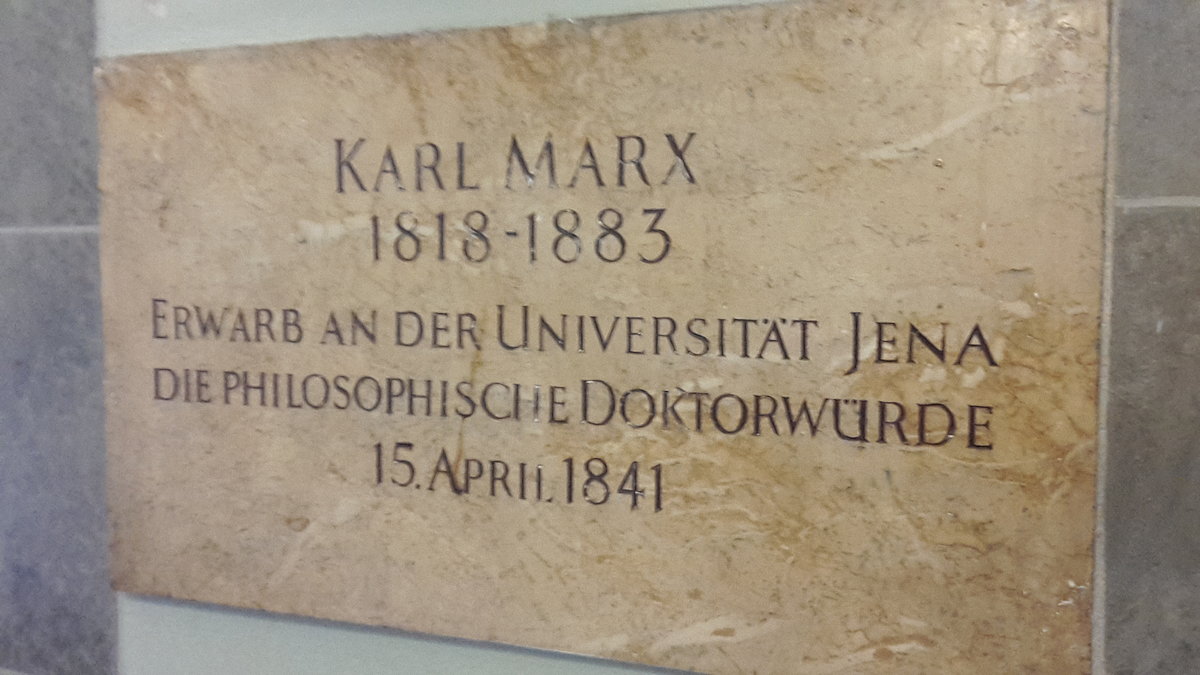 KARL MARX
1818-1883
ERWARB AN DER UNIVERSITÄT JENA
DIE PHILOSOPHISCHE DOKTORWÜRDE
15. APRIL 1841